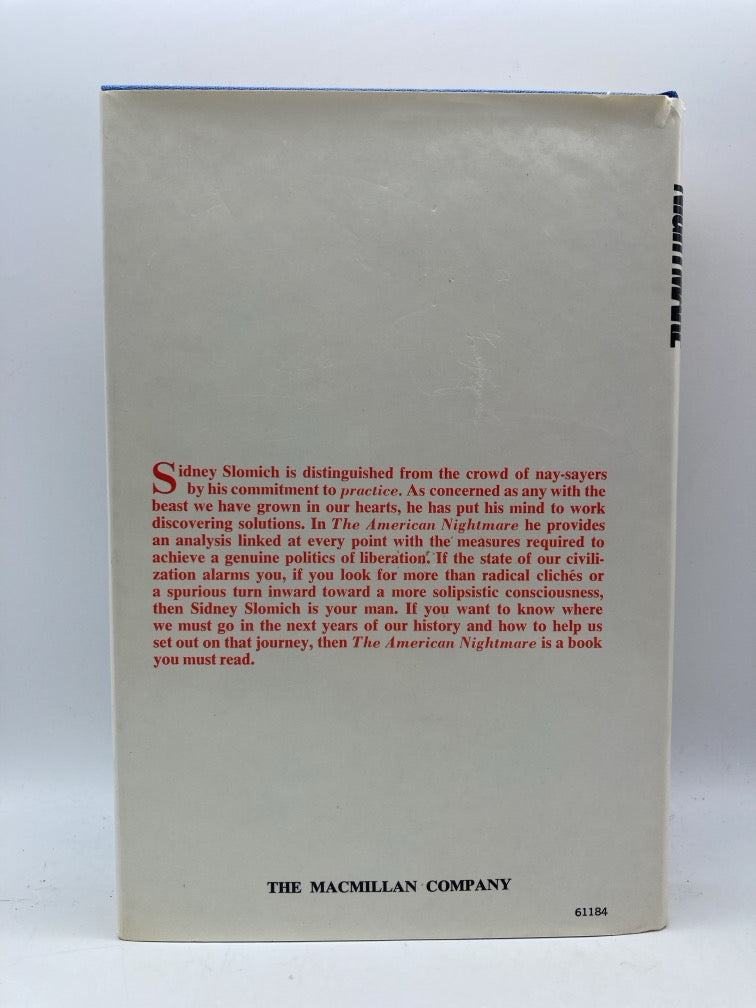 Sidney Slomich is distinguished from the crowd of nay-sayers
by his commitment to practice. As concerned as any with the
beast we have grown in our hearts, he has put his mind to work
discovering solutions. In The American Nightmare he provides
an analysis linked at every point with the measures required to
achieve a genuine politics of liberation. If the state of our civili-
zation alarms you, if you look for more than radical clichés or
a spurious turn inward toward a more solipsistic consciousness,
then Sidney Slomich is your man. If you want to know where
we must go in the next years of our history and how to help us
set out on that journey, then The American Nightmare is a book
you must read.
THE MACMILLAN COMPANY
61184